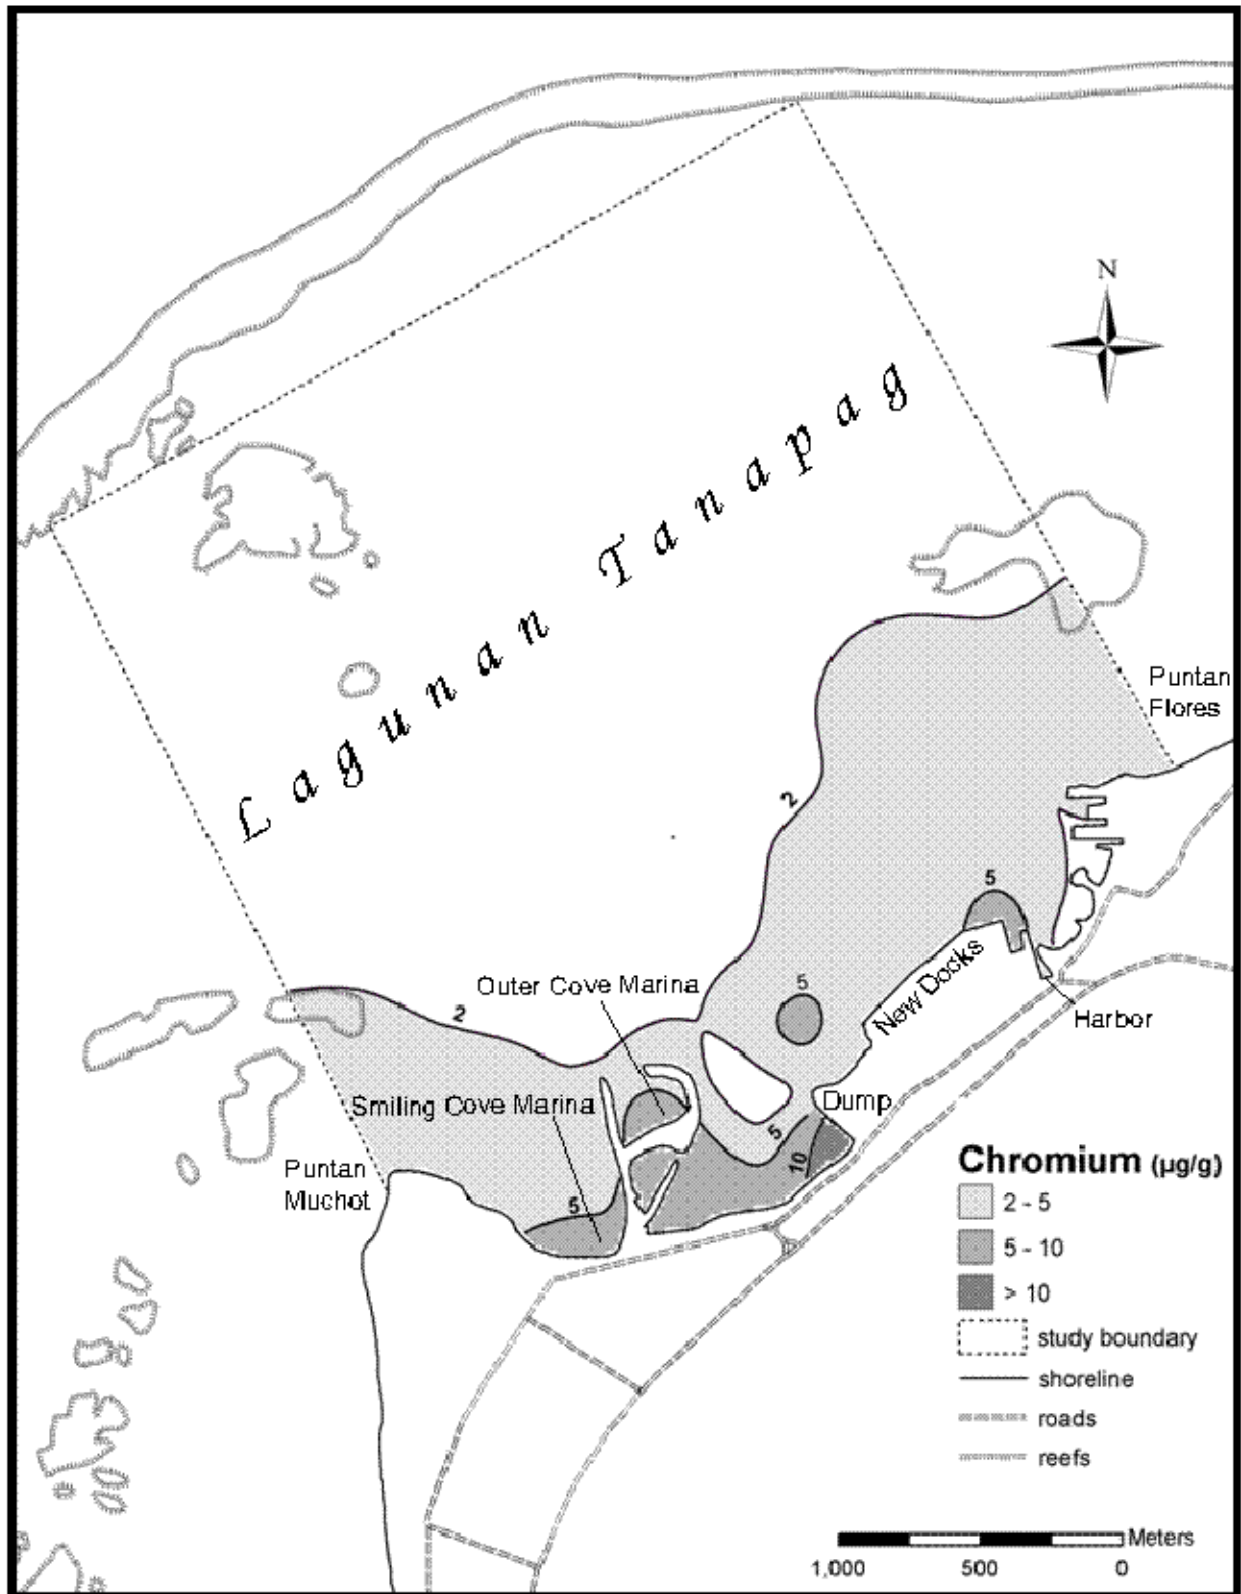 N
Lagunan Tanapag
Puntan
Flores
2
5
Outer Cove Marina
5
New Docks
2
Harbor
Smiling Cove Marina
Dump
5
10
Puntan
Muchot
5
Chromium (µg/g)
2 - 5
5 - 10
> 10
study boundary
shoreline
roads
reefs
Meters
1,000 500 0